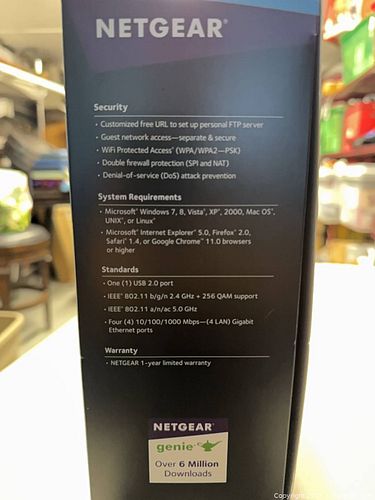 NETGEAR®
Security
• Customized free URL to set up personal FTP server
• Guest network access—separate & secure
• WiFi Protected Access® (WPA/WPA2—PSK)
• Double firewall protection (SPI and NAT)
• Denial-of-service (DoS) attack prevention
System Requirements
• Microsoft® Windows 7, 8, Vista®, XP®, 2000, Mac OS®,
UNIX®, or Linux®
• Microsoft® Internet Explorer® 5.0, Firefox® 2.0,
Safari® 1.4, or Google Chrome™ 11.0 browsers
or higher
Standards
• One (1) USB 2.0 port
• IEEE® 802.11 b/g/n 2.4 GHz + 256 QAM support
• IEEE® 802.11 a/n/ac 5.0 GHz
• Four (4) 10/100/1000 Mbps—(4 LAN) Gigabit
Ethernet ports
Warranty
• NETGEAR 1-year limited warranty
NETGEAR®
genie®
Over 6 Million
Downloads